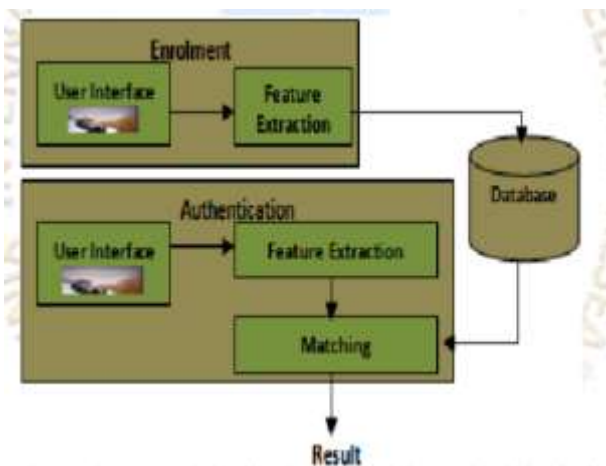 Enrolment
User Interface
Feature
Extraction
Database
Authentication
User Interface
Feature Extraction
Matching
Result